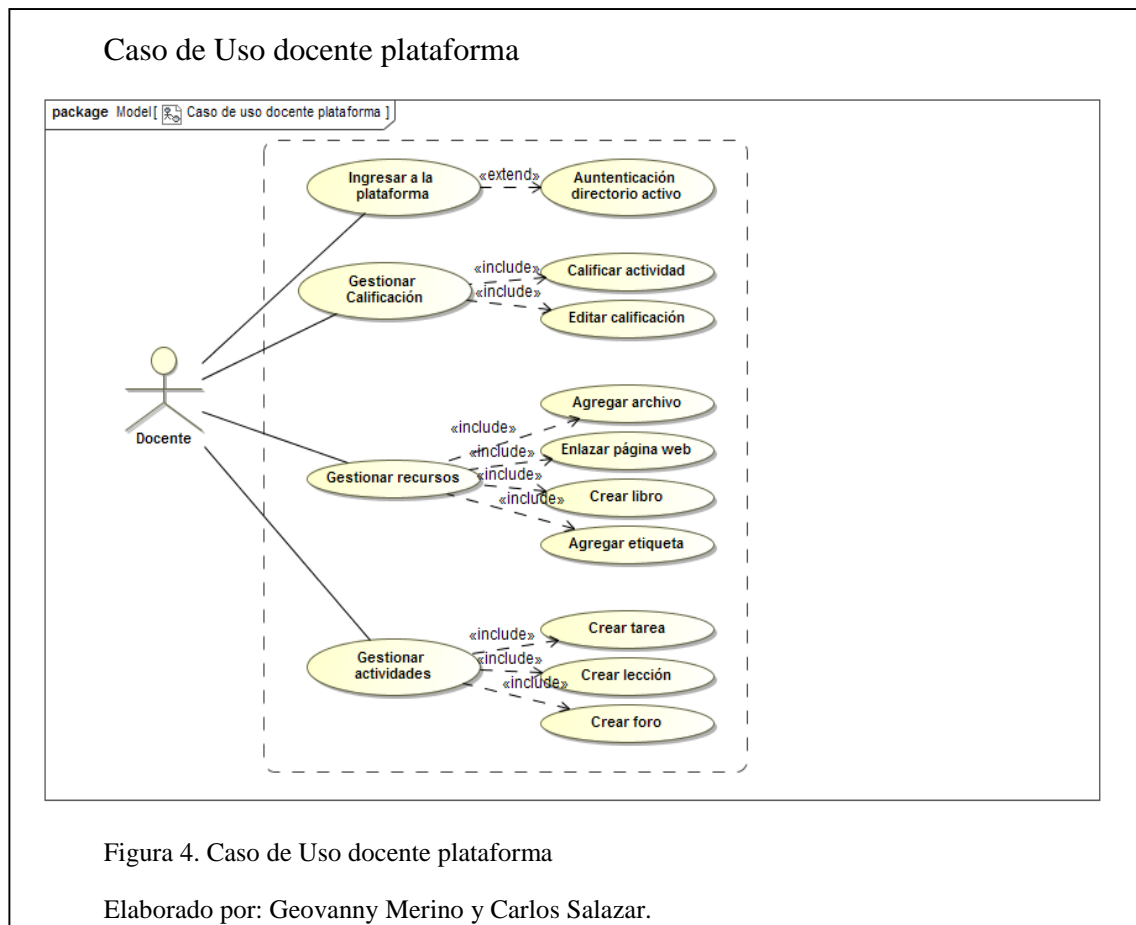 Caso de Uso docente plataforma
package Model[ Caso de uso docente plataforma ]
Ingresar a la
plataforma
«extend»
Auntenticación
directorio activo
Gestionar
Calificación
«include»
«include»
Calificar actividad
Editar calificación
Docente
Gestionar recursos
«include»
«include»
«include»
«include»
Agregar archivo
Enlazar página web
Crear libro
Agregar etiqueta
Gestionar
actividades
«include»
«include»
«include»
Crear tarea
Crear lección
Crear foro
Figura 4. Caso de Uso docente plataforma
Elaborado por: Geovanny Merino y Carlos Salazar.